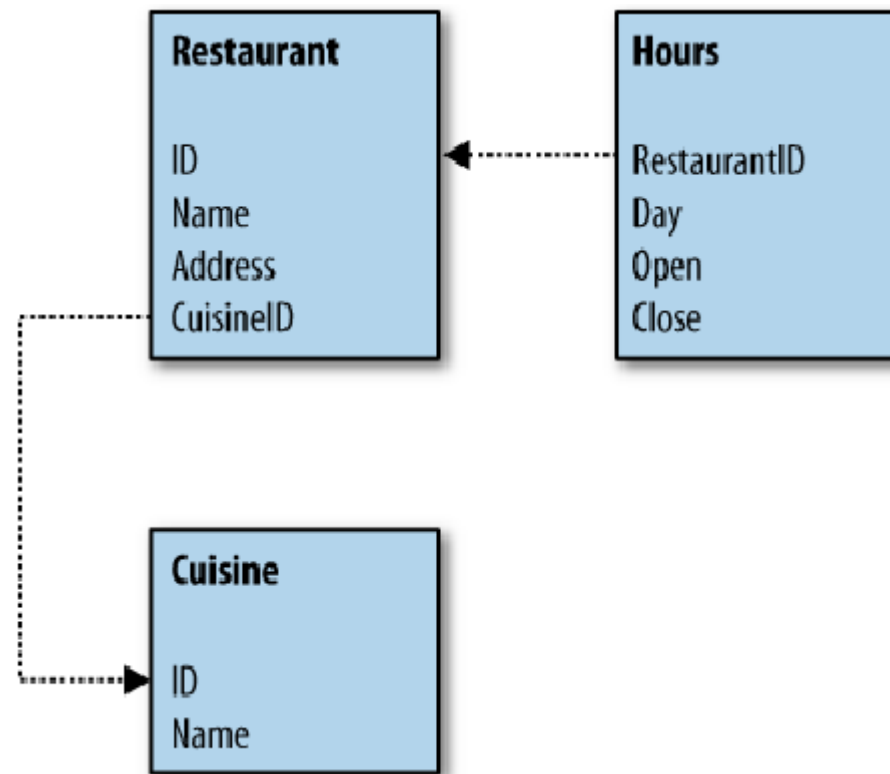 Restaurant
ID
Name
Address
CuisineID
Hours
RestaurantID
Day
Open
Close
Cuisine
ID
Name